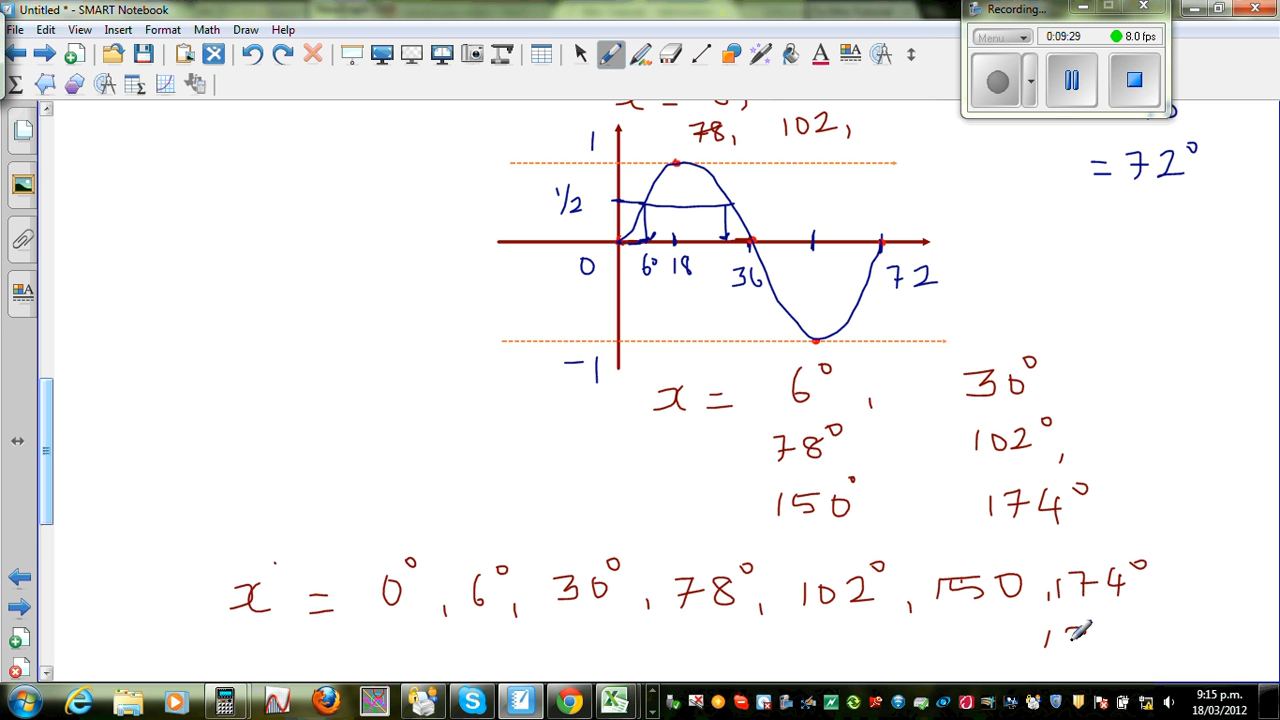 Untitled * - SMART Notebook
Recording...
File Edit View Insert Format Math Draw Help
Menu
0:09:29
8.0 fps
78, 102,
= 72°
1
1/2
0
6°
18
36
72
-1
x = 6°, 30°
78° 102°,
150° 174°
x = 0°, 6°, 30°, 78°, 102°, 150, 174°
9:15 p.m.
18/03/2012